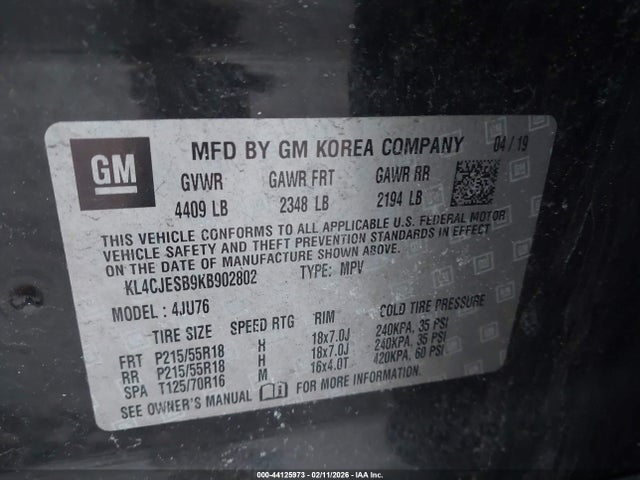 GM
MFD BY GM KOREA COMPANY 04 / 19
GVWR GAWR FRT GAWR RR
4409 LB 2348 LB 2194 LB
THIS VEHICLE CONFORMS TO ALL APPLICABLE U.S. FEDERAL MOTOR
VEHICLE SAFETY AND THEFT PREVENTION STANDARDS IN EFFECT
ON THE DATE OF MANUFACTURE SHOWN ABOVE.
KL4CJESB9KB902802 TYPE: MPV
MODEL : 4JU76
TIRE SIZE SPEED RTG RIM COLD TIRE PRESSURE
FRT P215/55R18 H 18x7.0J 240KPA, 35 PSI
RR P215/55R18 H 18x7.0J 240KPA, 35 PSI
SPA T125/70R16 M 16x4.0T 420KPA, 60 PSI
SEE OWNER'S MANUAL FOR MORE INFORMATION.
000-44125973 - 02/11/2026 - IAA Inc.